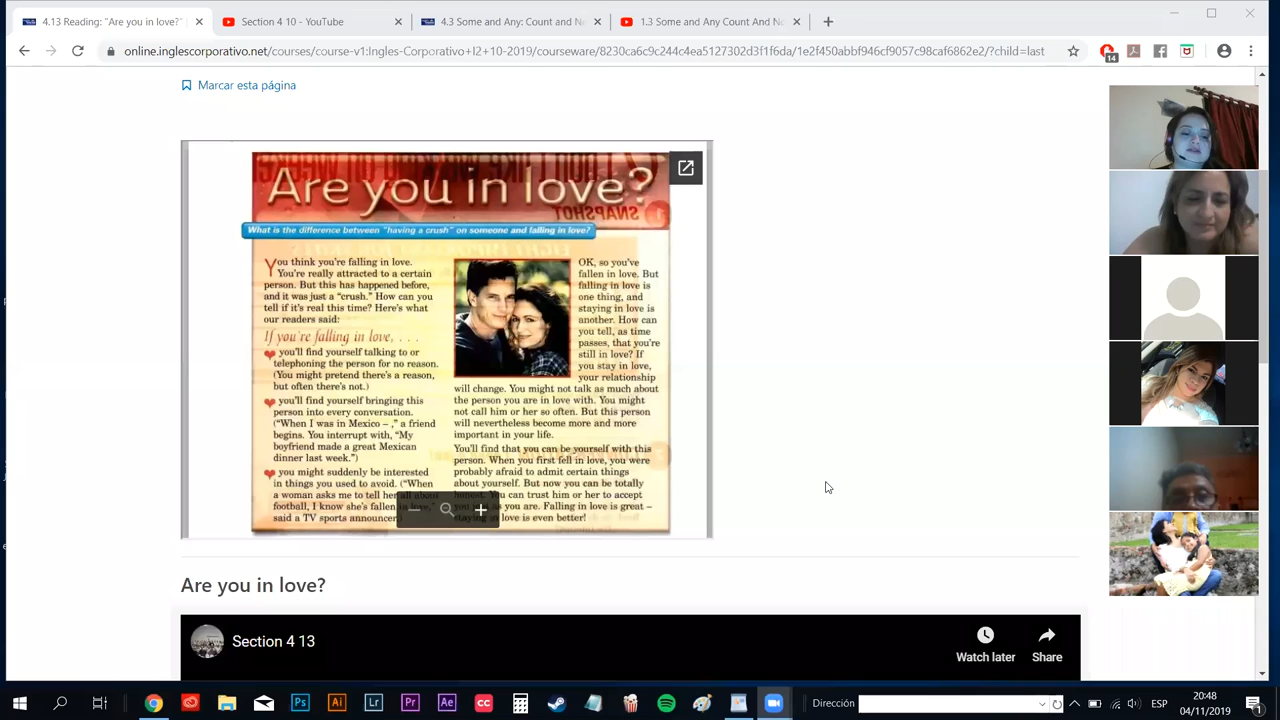 4.13 Reading: "Are you in love?"
Section 4 10 - YouTube
4.3 Some and Any: Count and N
1.3 Some and Any Count And No
online.inglescorporativo.net/courses/course-v1:Ingles-Corporativo+I2+10-2019/courseware/8230ca6c9c244c4ea5127302d3f1f6da/1e2f450abbf946cf9057c98caf6862e2/?child=last
14
Marcar esta página
Are you in love?
SNAPSHOT
What is the difference between "having a crush" on someone and falling in love?
You think you're falling in love.
You're really attracted to a certain
person. But this has happened before,
and it was just a "crush." How can you
tell if it's real this time? Here's what
our readers said:
If you're falling in love, . . .
you'll find yourself talking to or
telephoning the person for no reason.
(You might pretend there's a reason,
but often there's not.)
you'll find yourself bringing this
person into every conversation.
("When I was in Mexico – ," a friend
begins. You interrupt with, "My
boyfriend made a great Mexican
dinner last week.")
you might suddenly be interested
in things you used to avoid. ("When
a woman asks me to tell her all about
football, I know she's fallen in love,"
said a TV sports announcer.)
OK, so you've
fallen in love. But
falling in love is
one thing, and
staying in love is
another. How can
you tell, as time
passes, that you're
still in love? If
you stay in love,
your relationship
will change. You might not talk as much about
the person you are in love with. You might
not call him or her so often. But this person
will nevertheless become more and more
important in your life.
You'll find that you can be yourself with this
person. When you first fell in love, you were
probably afraid to admit certain things
about yourself. But now you can be totally
honest. You can trust him or her to accept
you as you are. Falling in love is great –
staying in love is even better!
Are you in love?
Section 4 13
Watch later
Share
Ps
Ai
Lr
Pr
Ae
Dirección
ESP
20:48
04/11/2019
1